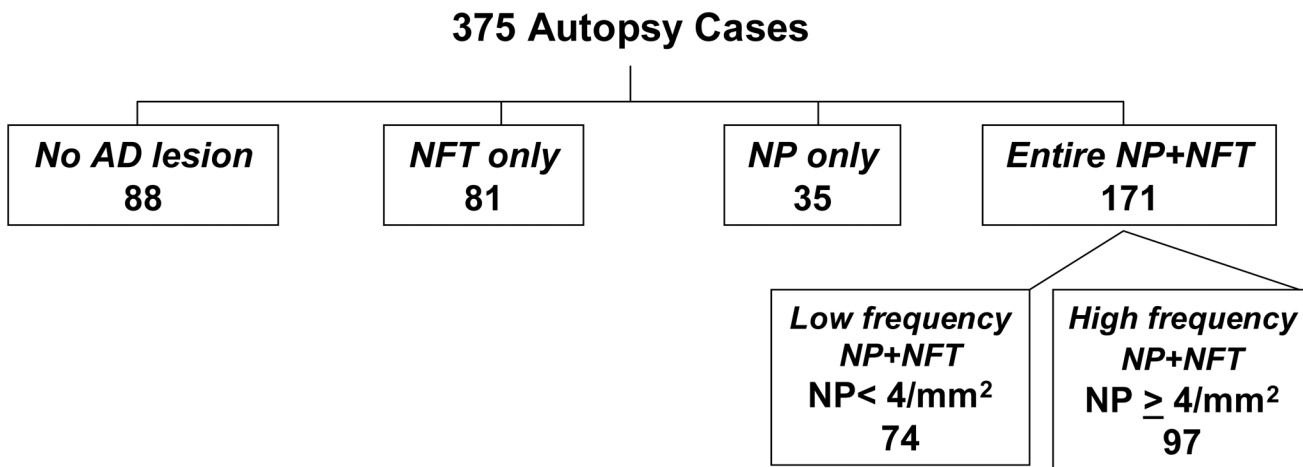 375 Autopsy Cases
No AD lesion
88
NFT only
81
NP only
35
Entire NP+NFT
171
Low frequency
NP+NFT
NP< 4/mm²
74
High frequency
NP+NFT
NP ≥ 4/mm²
97